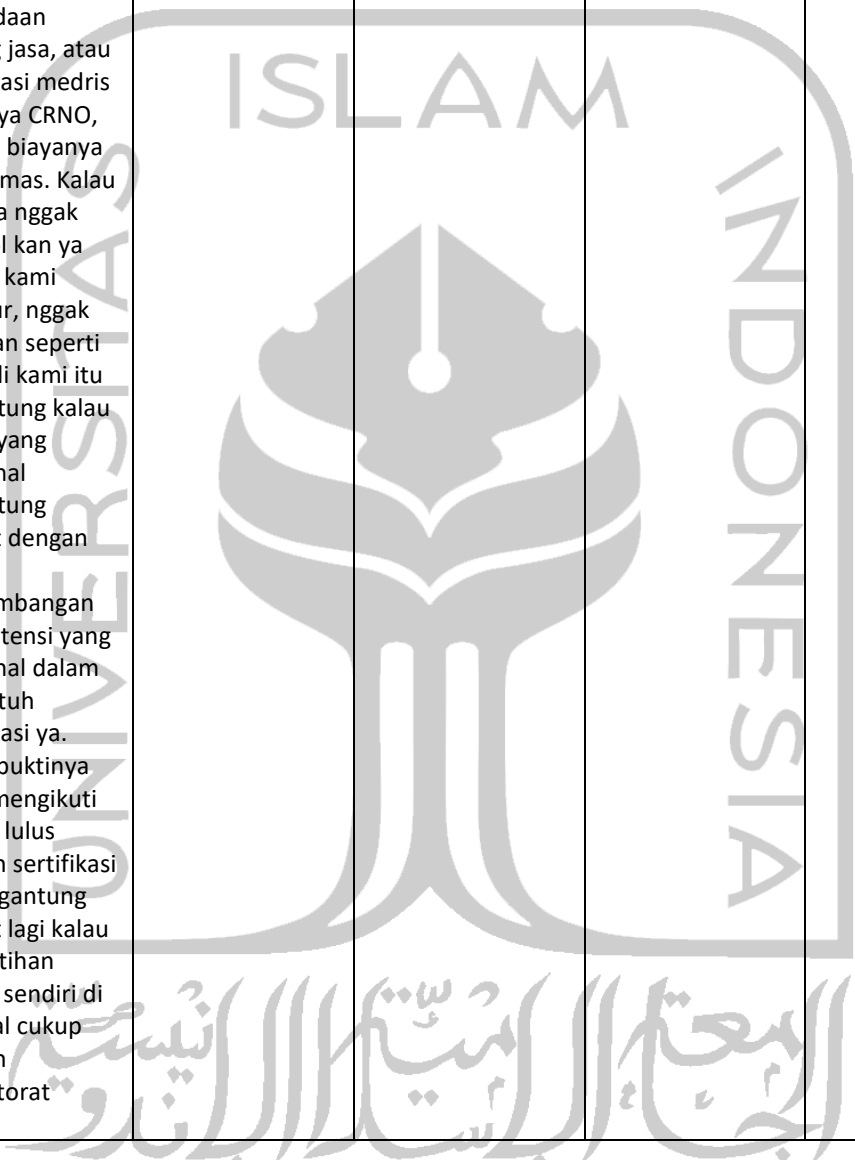 daan
jasa, atau
asi medris
ya CRNO,
biayanya
mas. Kalau
a nggak
l kan ya
kami
ur, nggak
an seperti
di kami itu
tung kalau
yang
nal
tung
t dengan
mbangan
tensi yang
nal dalam
tuh
asi ya.
buktinya
mengikuti
lulus
n sertifikasi
gantung
t lagi kalau
tihan
sendiri di
al cukup
n
torat
UNIVERSITAS
ISLAM
INDONESIA